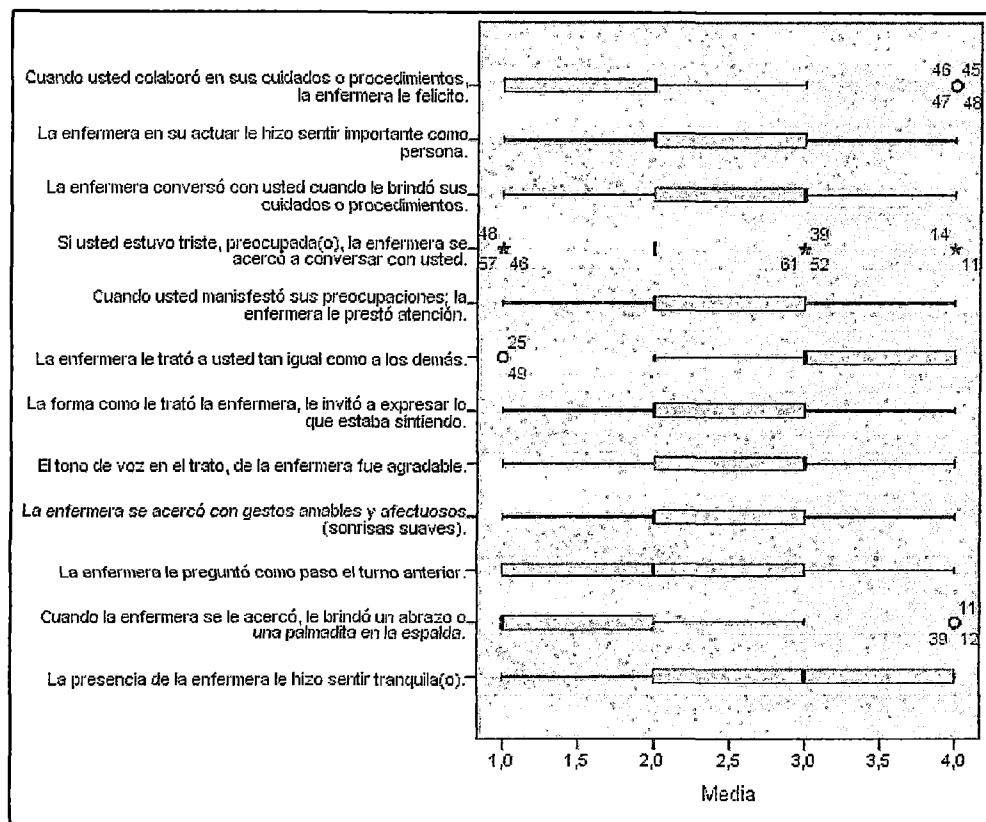 Cuando usted colaboró en sus cuidados o procedimientos,
la enfermera le felicito.
46 45
47 48
La enfermera en su actuar le hizo sentir importante como
persona.
La enfermera conversó con usted cuando le brindó sus
cuidados o procedimientos.
Si usted estuvo triste, preocupada(o), la enfermera se
acercó a conversar con usted.
48 39 14
57 46 61 52 11
Cuando usted manisfestó sus preocupaciones; la
enfermera le prestó atención.
La enfermera le trató a usted tan igual como a los demás.
25
49
La forma como le trató la enfermera, le invitó a expresar lo
que estaba sintiendo.
El tono de voz en el trato, de la enfermera fue agradable.
La enfermera se acercó con gestos amables y afectuosos
(sonrisas suaves).
La enfermera le preguntó como paso el turno anterior.
Cuando la enfermera se le acercó, le brindó un abrazo o
una palmadita en la espalda.
11
39 12
La presencia de la enfermera le hizo sentir tranquila(o).
1,0 1,5 2,0 2,5 3,0 3,5 4,0
Media